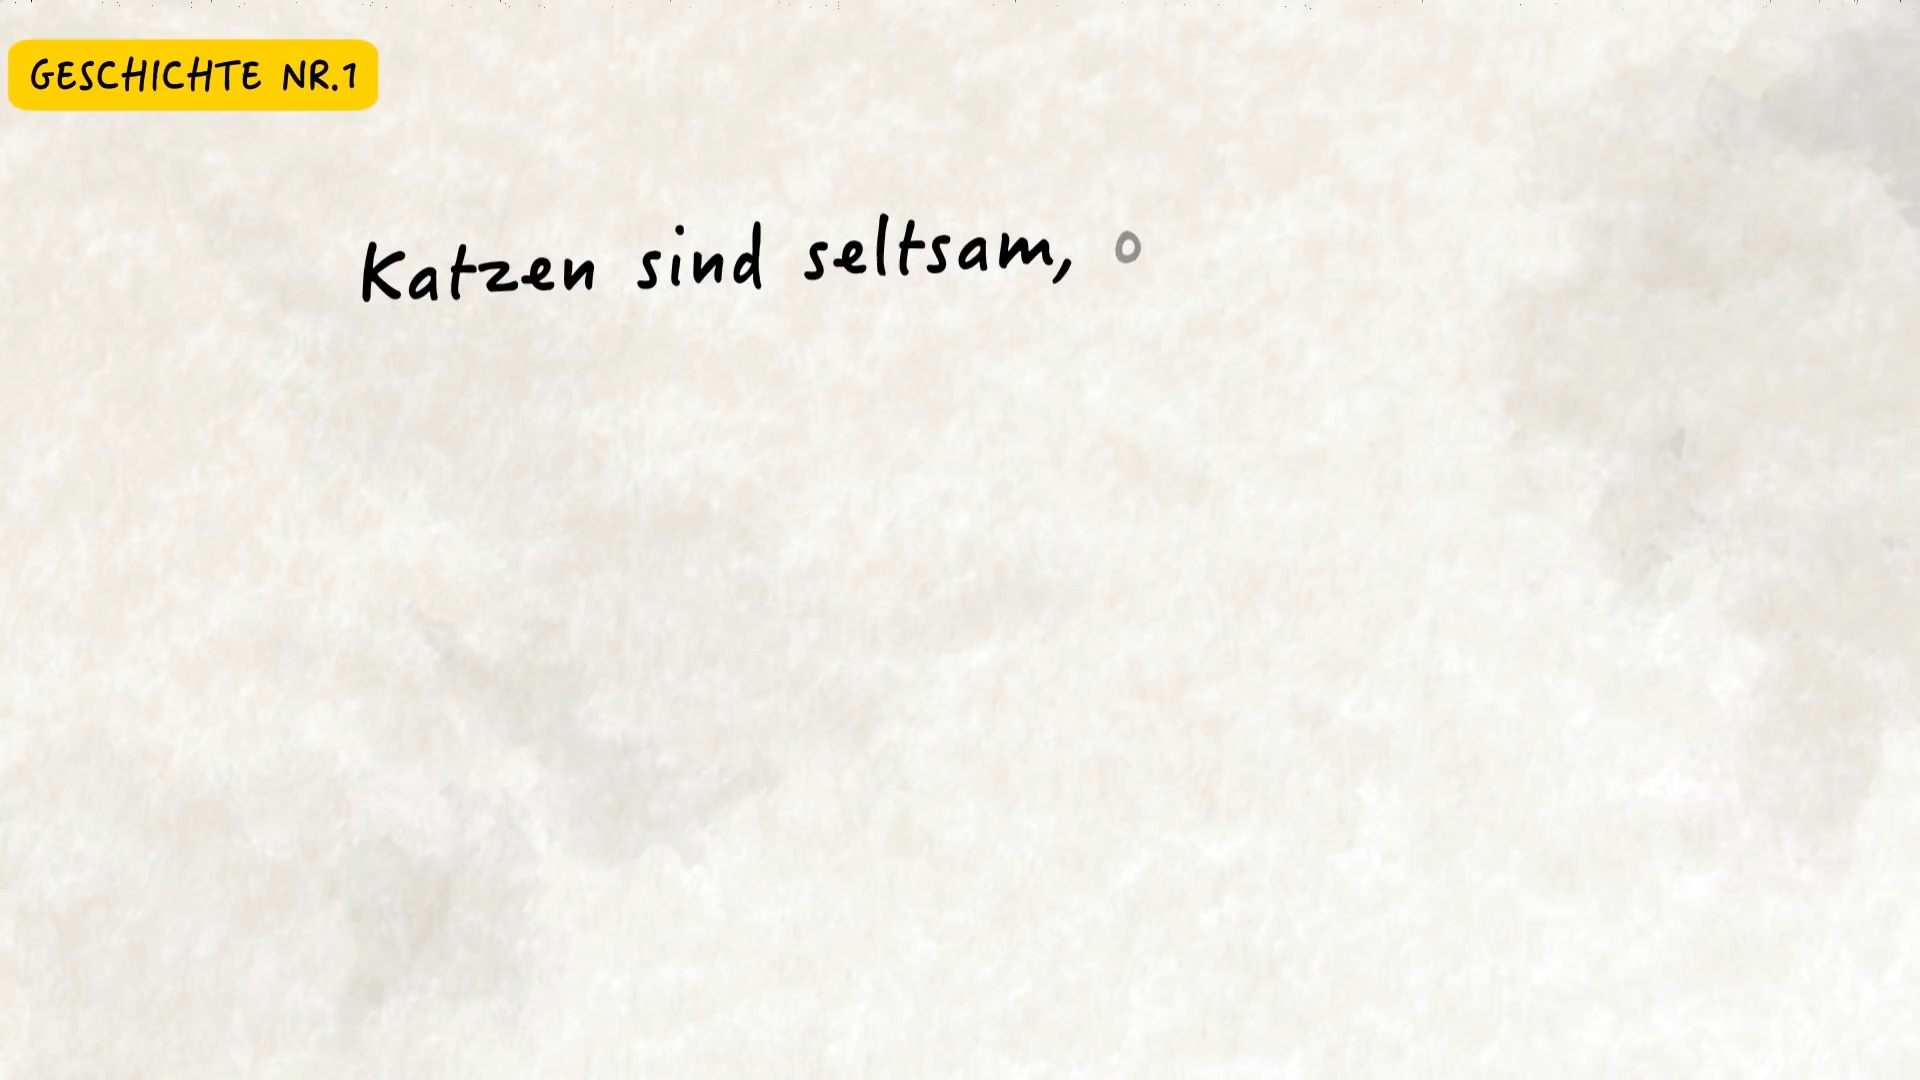 GESCHICHTE NR.1
Katzen sind seltsam, o